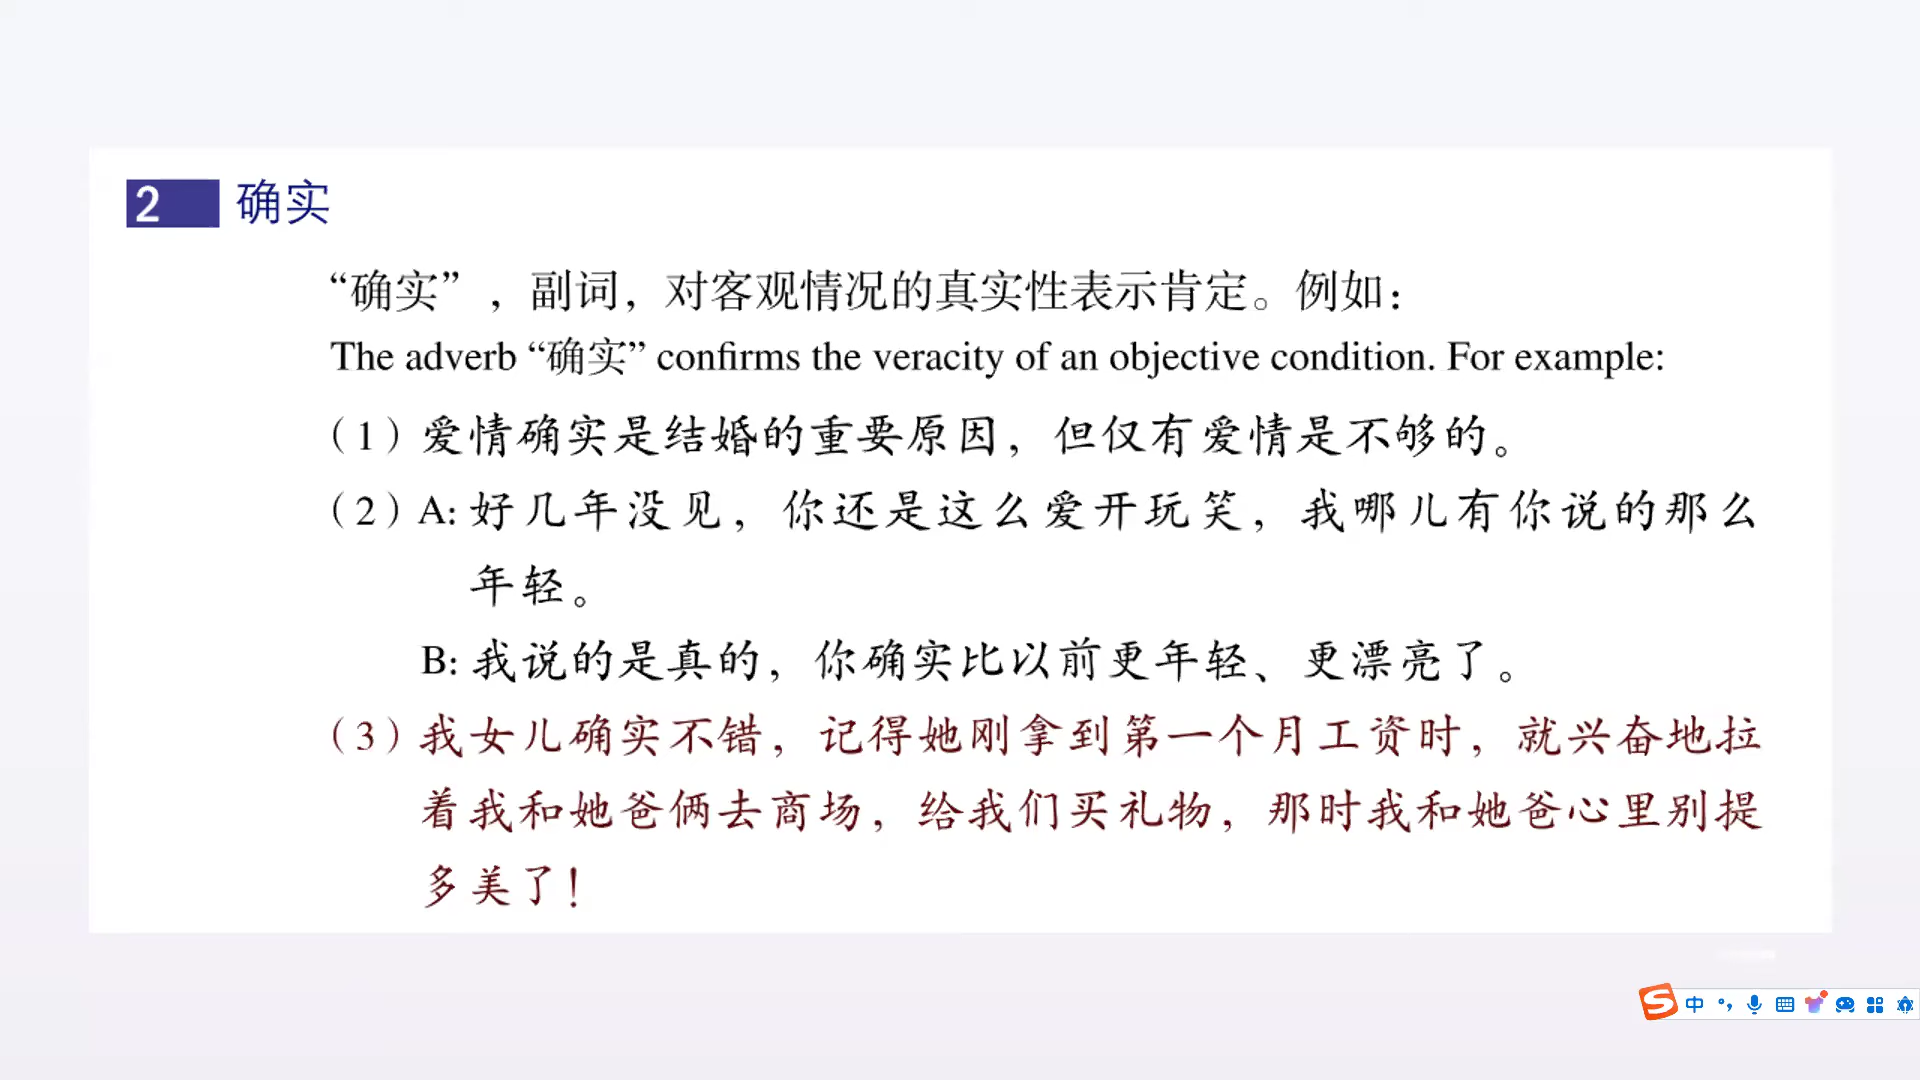 2 确实
“确实”，副词，对客观情况的真实性表示肯定。例如：
The adverb “确实” confirms the veracity of an objective condition. For example:
（1）爱情确实是结婚的重要原因，但仅有爱情是不够的。
（2）A: 好几年没见，你还是这么爱开玩笑，我哪儿有你说的那么
年轻。
B: 我说的是真的，你确实比以前更年轻、更漂亮了。
（3）我女儿确实不错，记得她刚拿到第一个月工资时，就兴奋地拉
着我和她爸俩去商场，给我们买礼物，那时我和她爸心里别提
多美了！
S 中